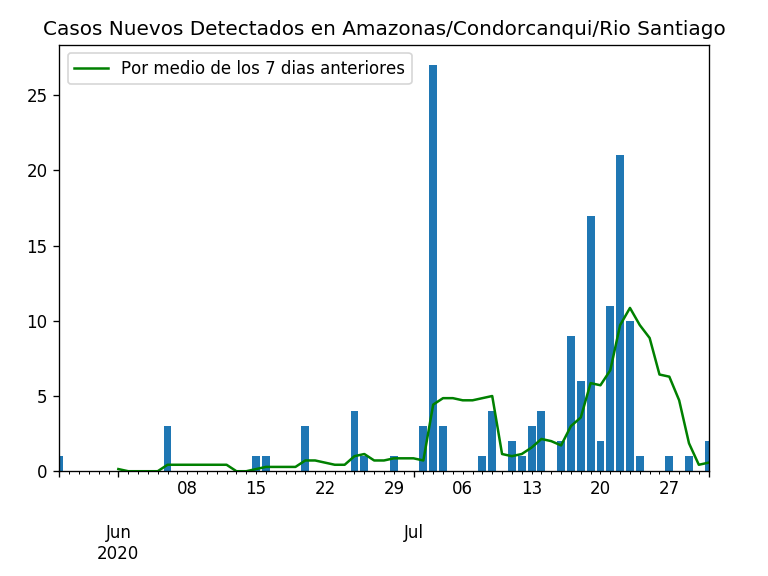 Casos Nuevos Detectados en Amazonas/Condorcanqui/Rio Santiago
Por medio de los 7 dias anteriores
25
20
15
10
5
0
08 15 22 29 06 13 20 27
Jun Jul
2020